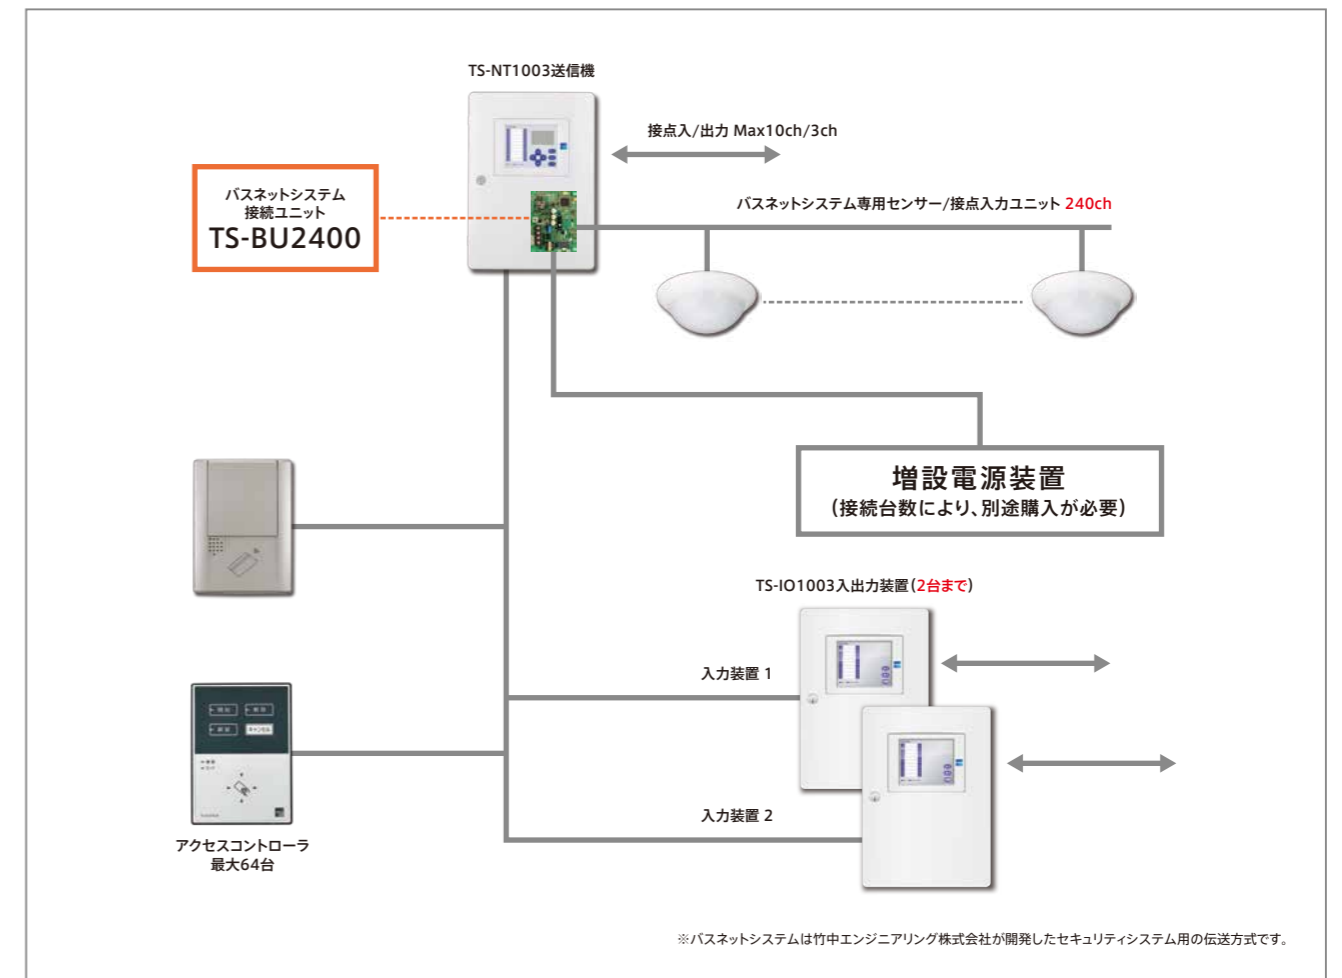 TS-NT1003送信機
接点入/出力 Max10ch/3ch
バスネットシステム
接続ユニット
TS-BU2400
バスネットシステム専用センサー/接点入力ユニット 240ch
増設電源装置
(接続台数により、別途購入が必要)
TS-IO1003入出力装置(2台まで)
入力装置 1
入力装置 2
キャンセル
アクセスコントローラ
最大64台
※バスネットシステムは竹中エンジニアリング株式会社が開発したセキュリティシステム用の伝送方式です。